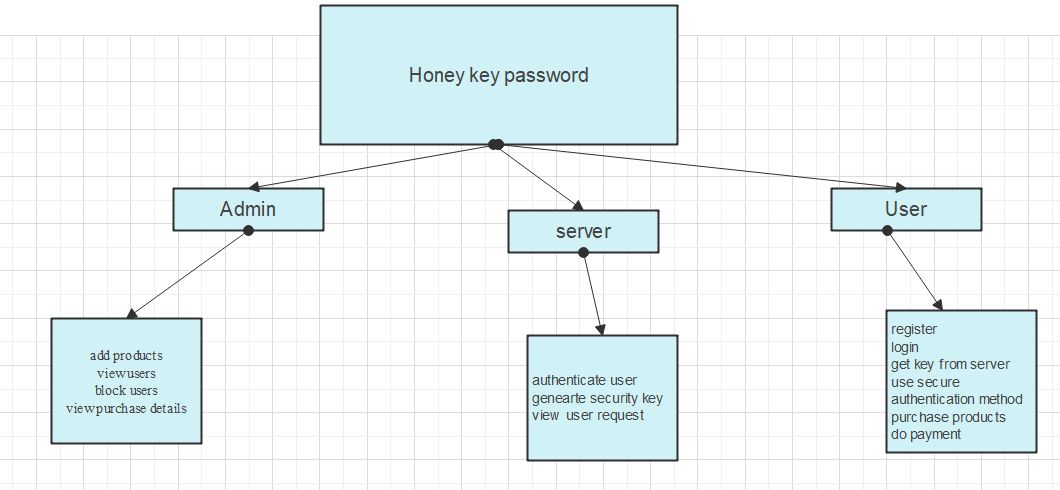 Honey key password
Admin
server
User
add products
viewusers
block users
viewpurchase details
authenticate user
genearte security key
view user request
register
login
get key from server
use secure
authentication method
purchase products
do payment